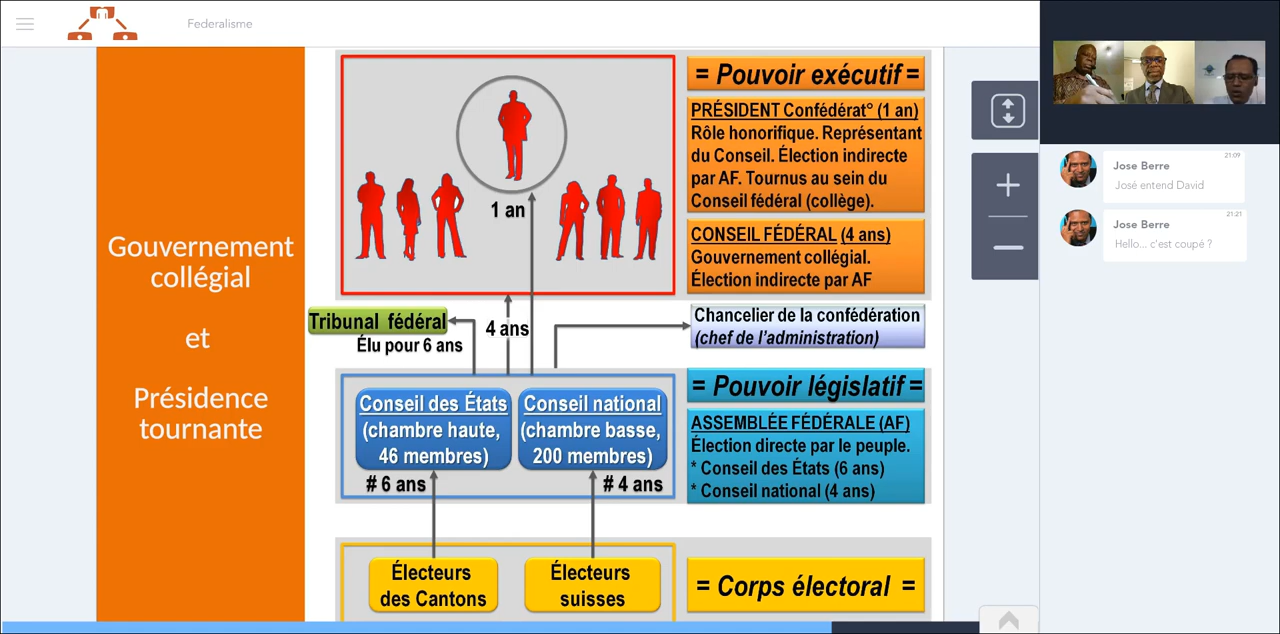 Federalisme
Gouvernement
collégial
et
Présidence
tournante
1 an
= Pouvoir exécutif =
PRÉSIDENT Confédérat° (1 an)
Rôle honorifique. Représentant
du Conseil. Élection indirecte
par AF. Tournus au sein du
Conseil fédéral (collège).
CONSEIL FÉDÉRAL (4 ans)
Gouvernement collégial.
Élection indirecte par AF
Tribunal fédéral
Élu pour 6 ans
4 ans
Chancelier de la confédération
(chef de l'administration)
Conseil des États
(chambre haute,
46 membres)
# 6 ans
Conseil national
(chambre basse,
200 membres)
# 4 ans
= Pouvoir législatif =
ASSEMBLÉE FÉDÉRALE (AF)
Élection directe par le peuple.
* Conseil des États (6 ans)
* Conseil national (4 ans)
Électeurs
des Cantons
Électeurs
suisses
= Corps électoral =
21:09
Jose Berre
José entend David
21:21
Jose Berre
Hello... c'est coupé ?